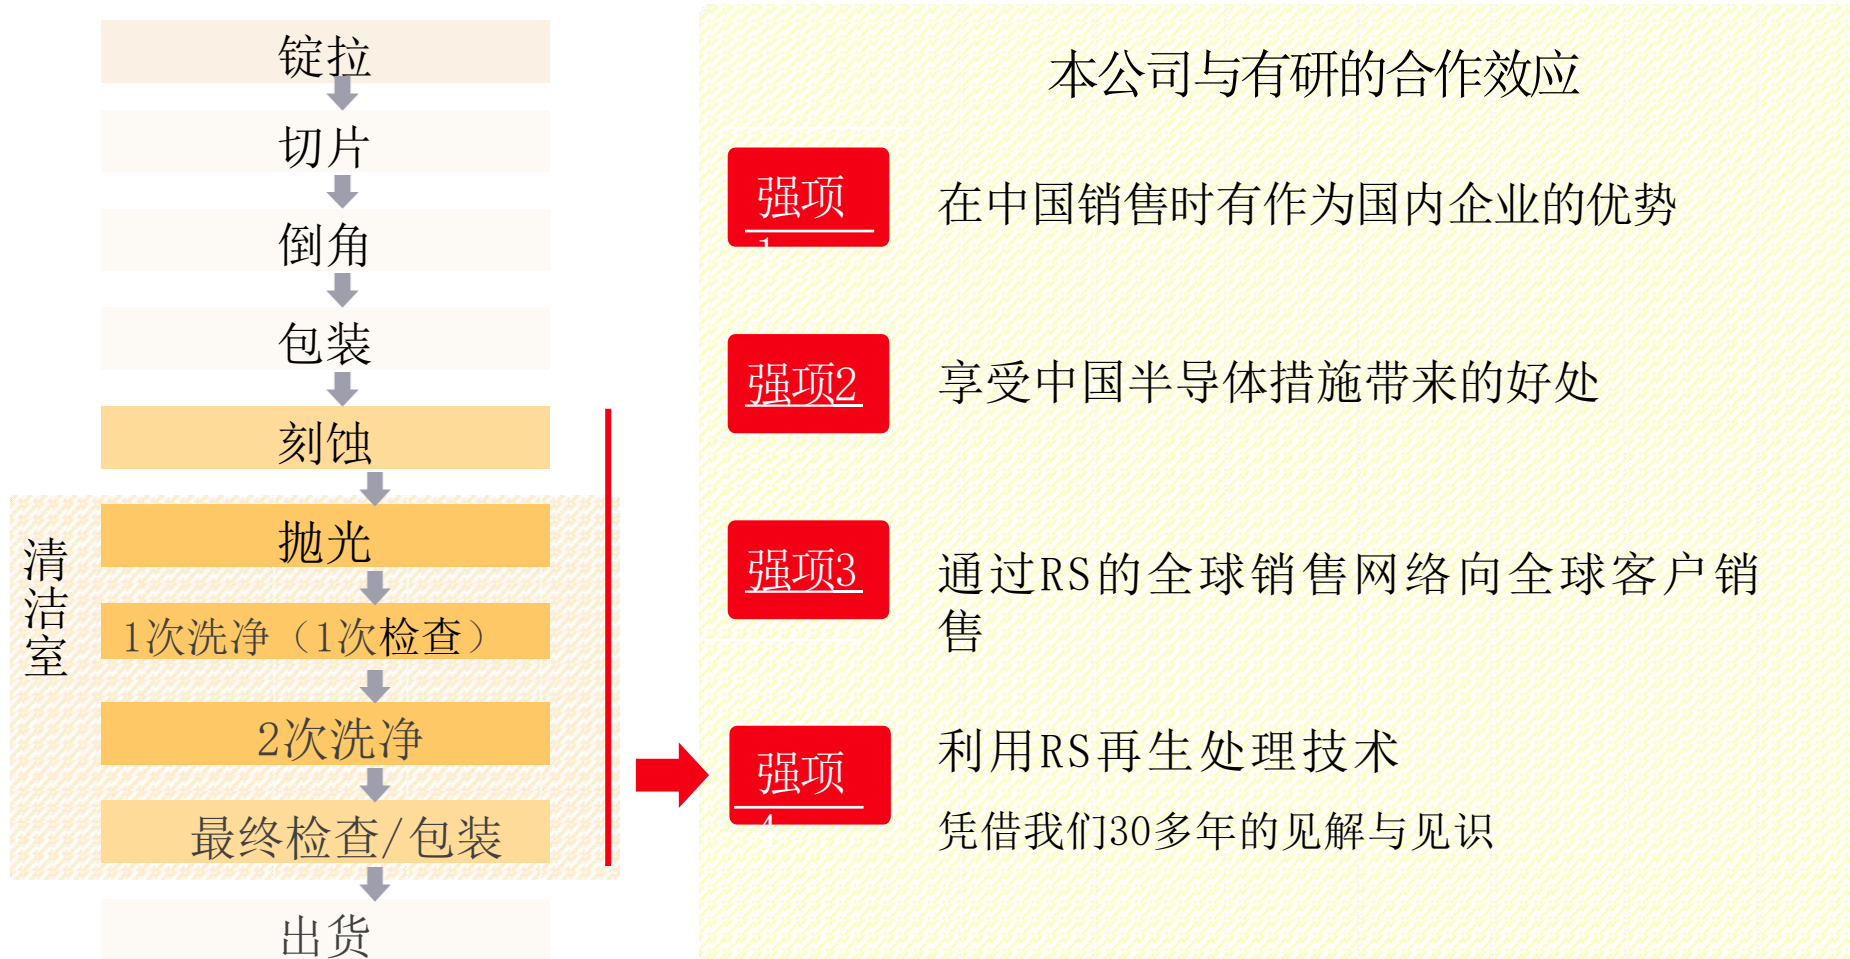 锭拉
切片
倒角
包装
刻蚀
清洁室
抛光
1次洗净（1次检查）
2次洗净
最终检查/包装
出货
本公司与有研的合作效应
强项
1
在中国销售时有作为国内企业的优势
强项2
享受中国半导体措施带来的好处
强项3
通过RS的全球销售网络向全球客户销
售
强项
4
利用RS再生处理技术
凭借我们30多年的见解与见识